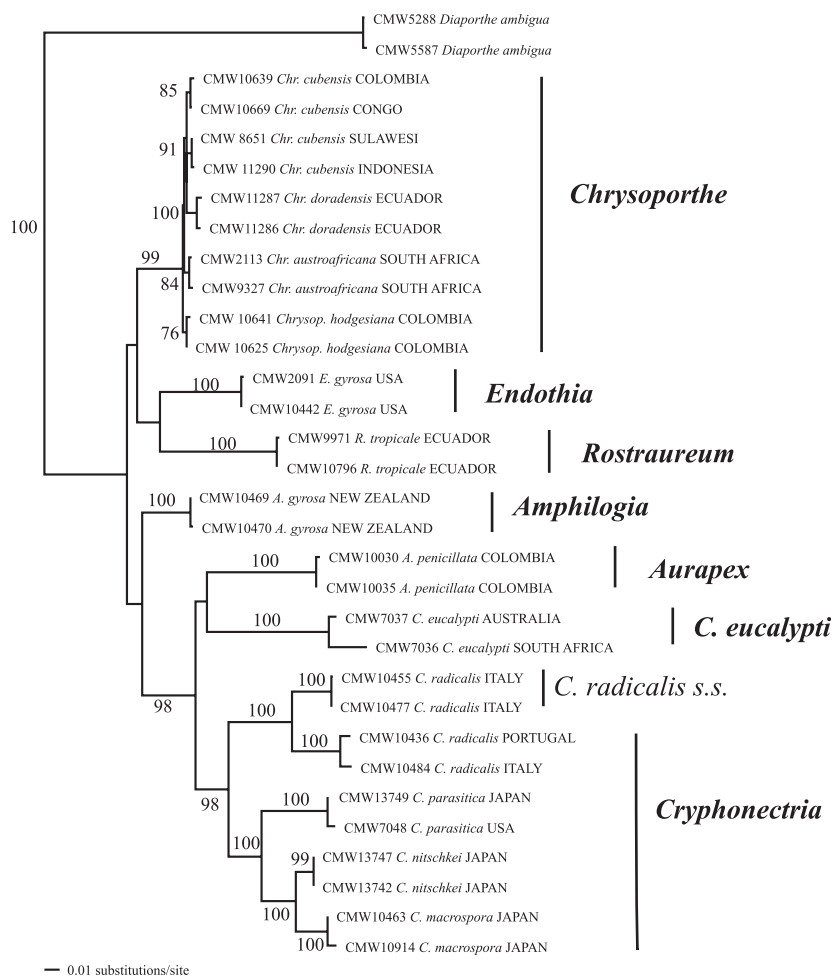 CMW5288 Diaporthe ambigua
CMW5587 Diaporthe ambigua
CMW10639 Chr. cubensis COLOMBIA
85
CMW10669 Chr. cubensis CONGO
CMW 8651 Chr. cubensis SULAWESI
91
CMW 11290 Chr. cubensis INDONESIA
CMW11287 Chr. doradensis ECUADOR
Chrysoporthe
100
100
CMW11286 Chr. doradensis ECUADOR
99
CMW2113 Chr. austroafricana SOUTH AFRICA
84
CMW9327 Chr. austroafricana SOUTH AFRICA
CMW 10641 Chrysop. hodgesiana COLOMBIA
76
CMW 10625 Chrysop. hodgesiana COLOMBIA
100
CMW2091 E. gyrosa USA
Endothia
CMW10442 E. gyrosa USA
100
CMW9971 R. tropicale ECUADOR
Rostraureum
CMW10796 R. tropicale ECUADOR
100
CMW10469 A. gyrosa NEW ZEALAND
Amphilogia
CMW10470 A. gyrosa NEW ZEALAND
100
CMW10030 A. penicillata COLOMBIA
Aurapex
CMW10035 A. penicillata COLOMBIA
100
CMW7037 C. eucalypti AUSTRALIA
C. eucalypti
CMW7036 C. eucalypti SOUTH AFRICA
98
100
CMW10455 C. radicalis ITALY
C. radicalis s.s.
CMW10477 C. radicalis ITALY
100
100
CMW10436 C. radicalis PORTUGAL
CMW10484 C. radicalis ITALY
98
100
CMW13749 C. parasitica JAPAN
Cryphonectria
CMW7048 C. parasitica USA
100
99
CMW13747 C. nitschkei JAPAN
CMW13742 C. nitschkei JAPAN
100
CMW10463 C. macrospora JAPAN
100
CMW10914 C. macrospora JAPAN
0.01 substitutions/site